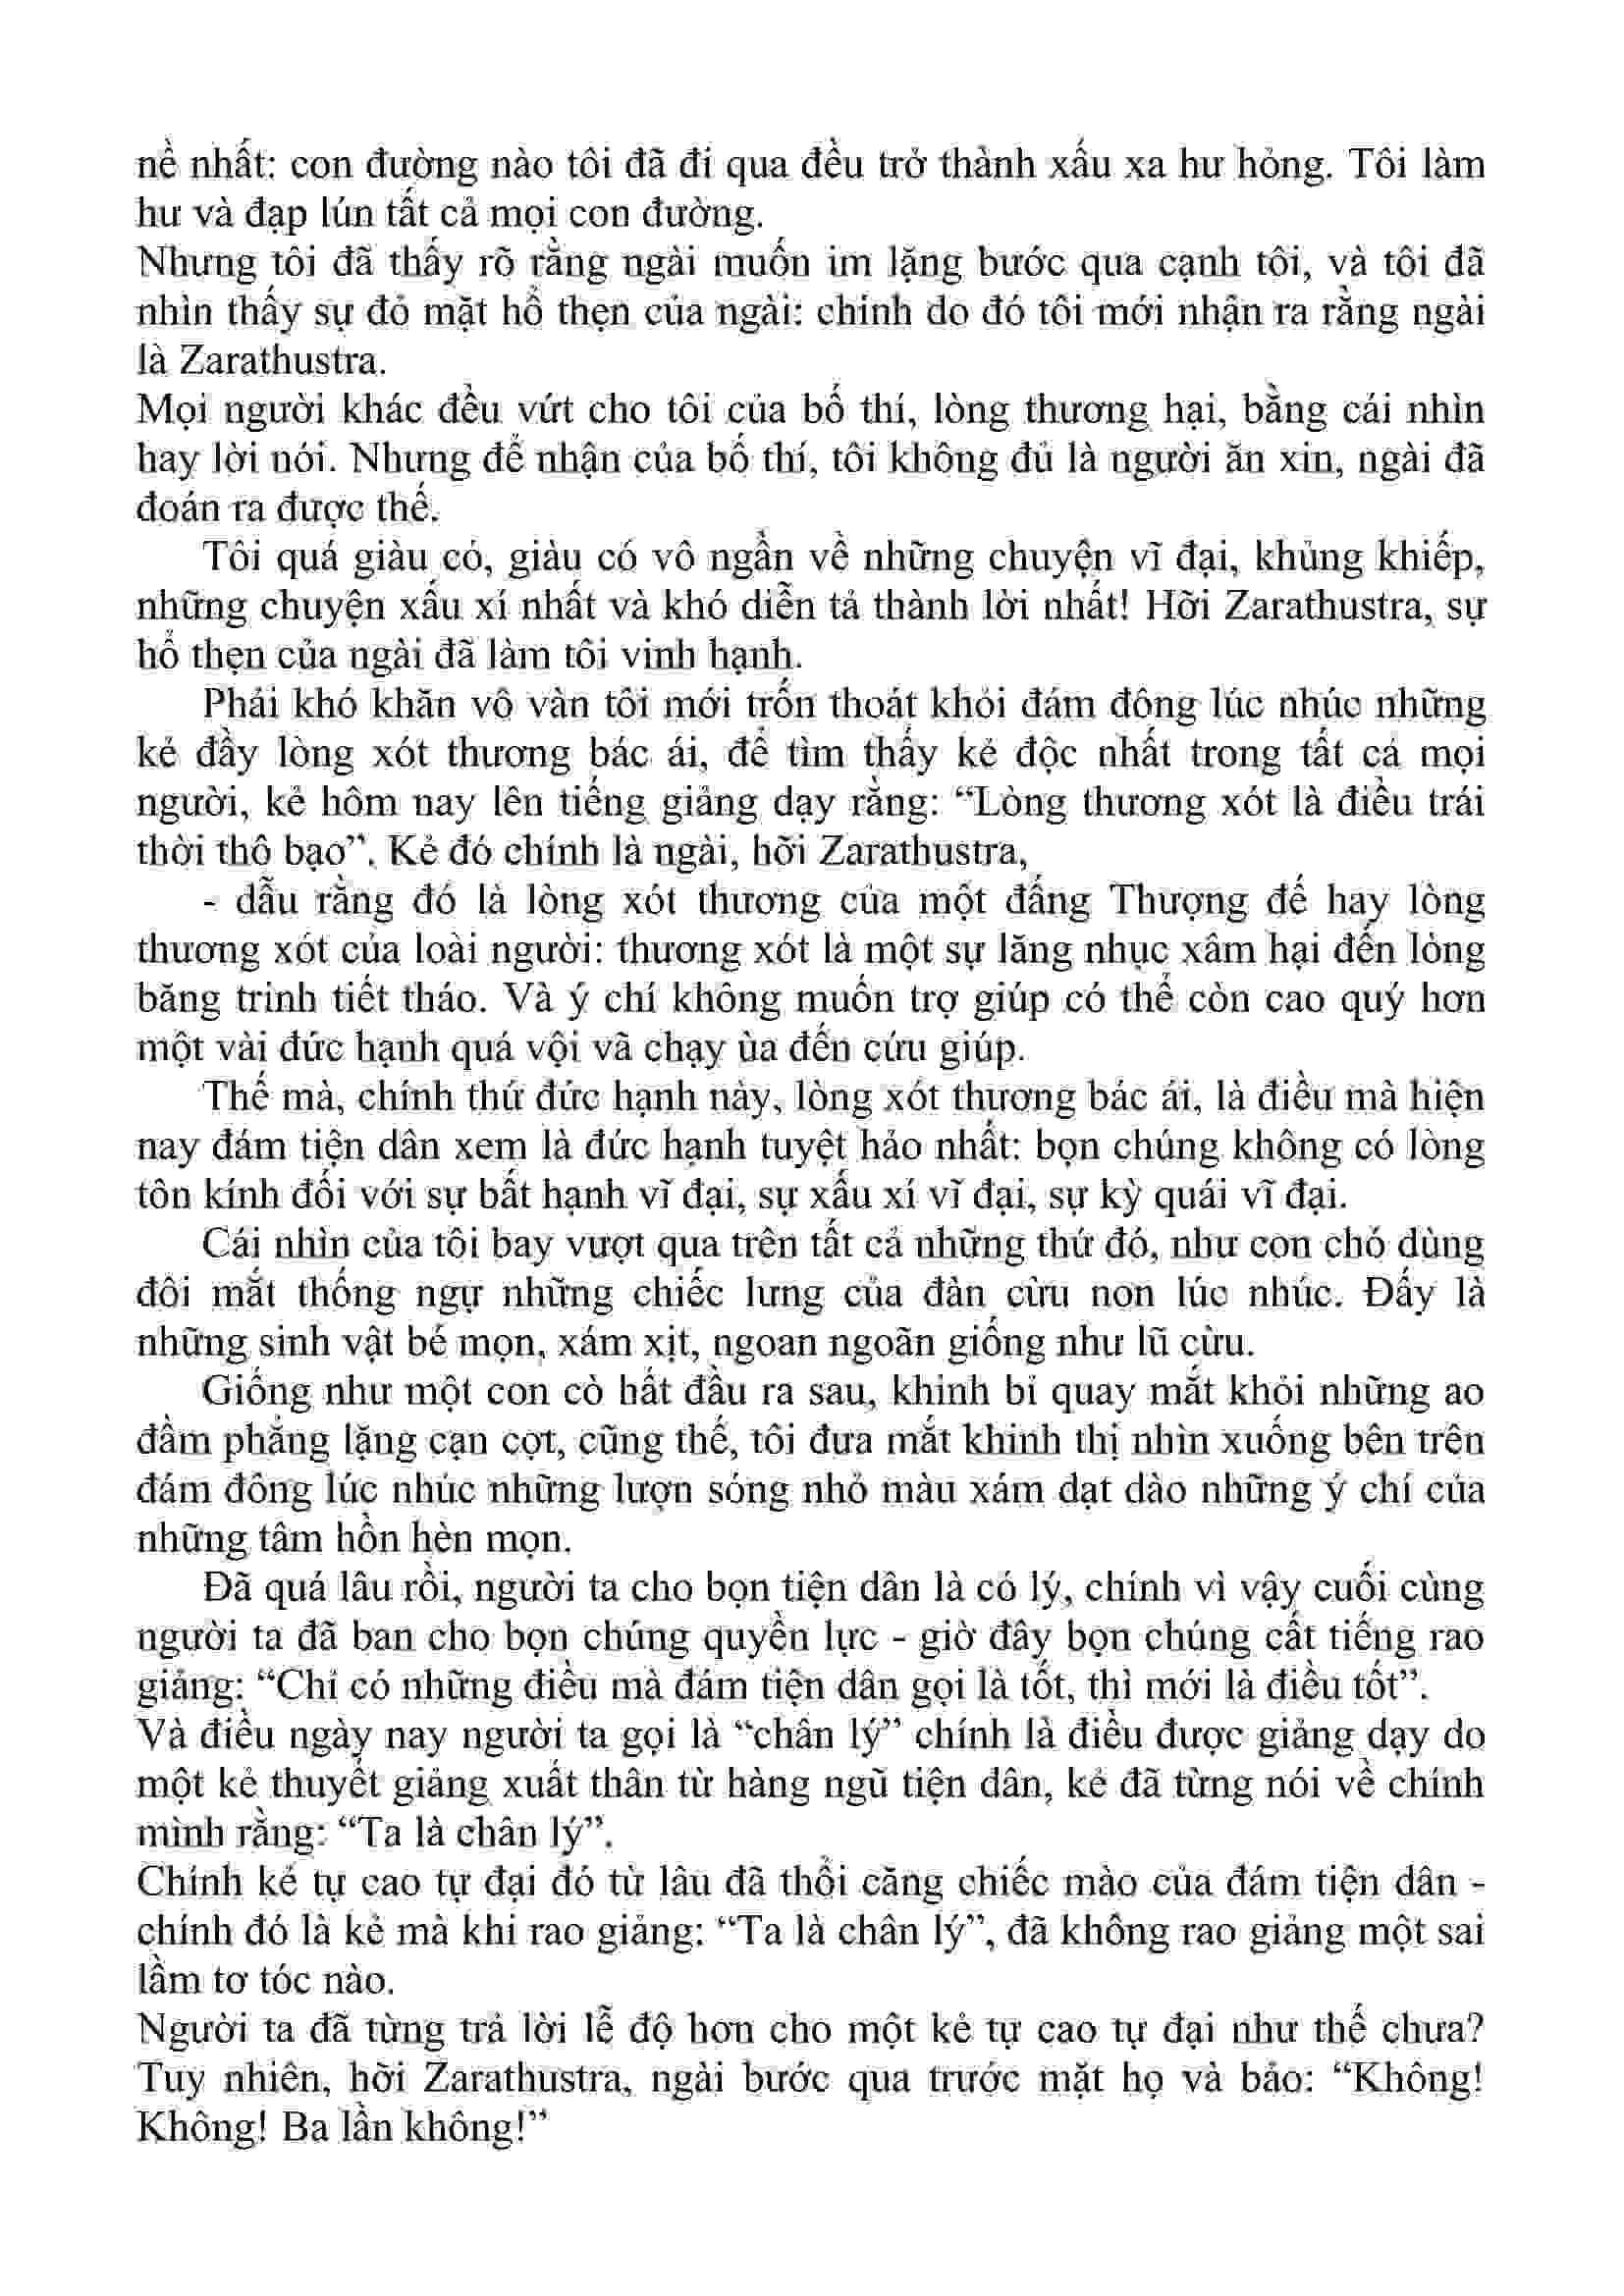 nề nhất: con đường nào tôi đã đi qua đều trở thành xấu xa hư hỏng. Tôi làm
hư và đạp lún tất cả mọi con đường.
Nhưng tôi đã thấy rõ rằng ngài muốn im lặng bước qua cạnh tôi, và tôi đã
nhìn thấy sự đỏ mặt hổ thẹn của ngài: chính do đó tôi mới nhận ra rằng ngài
là Zarathustra.
Mọi người khác đều vứt cho tôi của bố thí, lòng thương hại, bằng cái nhìn
hay lời nói. Nhưng để nhận của bố thí, tôi không đủ là người ăn xin, ngài đã
đoán ra được thế.
Tôi quá giàu có, giàu có vô ngần về những chuyện vĩ đại, khủng khiếp,
những chuyện xấu xí nhất và khó diễn tả thành lời nhất! Hỡi Zarathustra, sự
hổ thẹn của ngài đã làm tôi vinh hạnh.
Phải khó khăn vô vàn tôi mới trốn thoát khỏi đám đông lúc nhúc những
kẻ đầy lòng xót thương bác ái, để tìm thấy kẻ độc nhất trong tất cả mọi
người, kẻ hôm nay lên tiếng giảng dạy rằng: “Lòng thương xót là điều trái
thời thô bạo”. Kẻ đó chính là ngài, hỡi Zarathustra,
- dẫu rằng đó là lòng xót thương của một đấng Thượng đế hay lòng
thương xót của loài người: thương xót là một sự lăng nhục xâm hại đến lòng
băng trinh tiết tháo. Và ý chí không muốn trợ giúp có thể còn cao quý hơn
một vài đức hạnh quá vội vã chạy ùa đến cứu giúp.
Thế mà, chính thứ đức hạnh này, lòng xót thương bác ái, là điều mà hiện
nay đám tiện dân xem là đức hạnh tuyệt hảo nhất: bọn chúng không có lòng
tôn kính đối với sự bất hạnh vĩ đại, sự xấu xí vĩ đại, sự kỳ quái vĩ đại.
Cái nhìn của tôi bay vượt qua trên tất cả những thứ đó, như con chó dùng
đôi mắt thống ngự những chiếc lưng của đàn cừu non lúc nhúc. Đấy là
những sinh vật bé mọn, xám xịt, ngoan ngoãn giống như lũ cừu.
Giống như một con cò hất đầu ra sau, khinh bỉ quay mắt khỏi những ao
đầm phẳng lặng cạn cợt, cũng thế, tôi đưa mắt khinh thị nhìn xuống bên trên
đám đông lúc nhúc những lượn sóng nhỏ màu xám dạt dào những ý chí của
những tâm hồn hèn mọn.
Đã quá lâu rồi, người ta cho bọn tiện dân là có lý, chính vì vậy cuối cùng
người ta đã ban cho bọn chúng quyền lực - giờ đây bọn chúng cất tiếng rao
giảng: “Chỉ có những điều mà đám tiện dân gọi là tốt, thì mới là điều tốt”.
Và điều ngày nay người ta gọi là “chân lý” chính là điều được giảng dạy do
một kẻ thuyết giảng xuất thân từ hàng ngũ tiện dân, kẻ đã từng nói về chính
mình rằng: “Ta là chân lý”.
Chính kẻ tự cao tự đại đó từ lâu đã thổi căng chiếc mào của đám tiện dân -
chính đó là kẻ mà khi rao giảng: “Ta là chân lý”, đã không rao giảng một sai
lầm tơ tóc nào.
Người ta đã từng trả lời lễ độ hơn cho một kẻ tự cao tự đại như thế chưa?
Tuy nhiên, hỡi Zarathustra, ngài bước qua trước mặt họ và bảo: “Không!
Không! Ba lần không!”